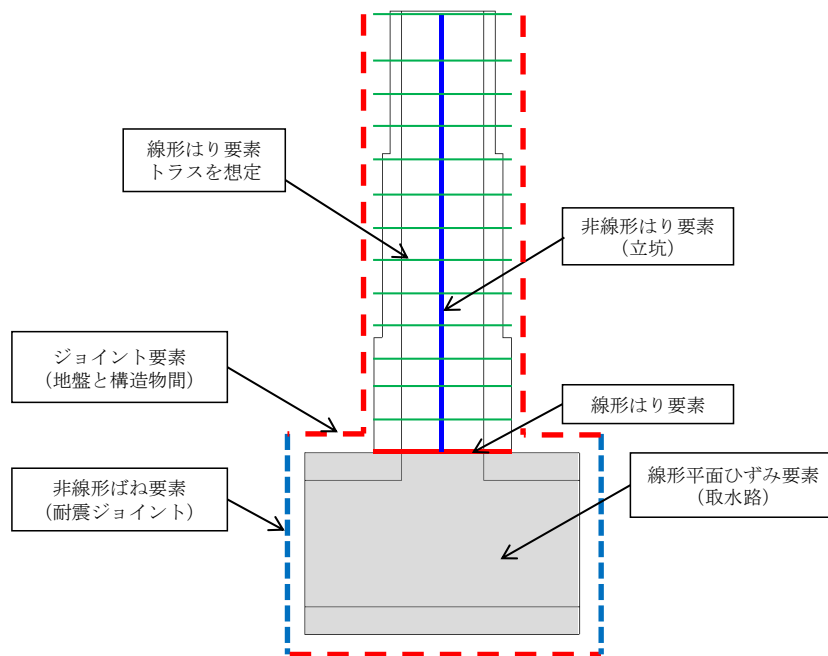 線形はり要素
トラスを想定
非線形はり要素
（立坑）
ジョイント要素
（地盤と構造物間）
線形はり要素
非線形ばね要素
（耐震ジョイント）
線形平面ひずみ要素
（取水路）